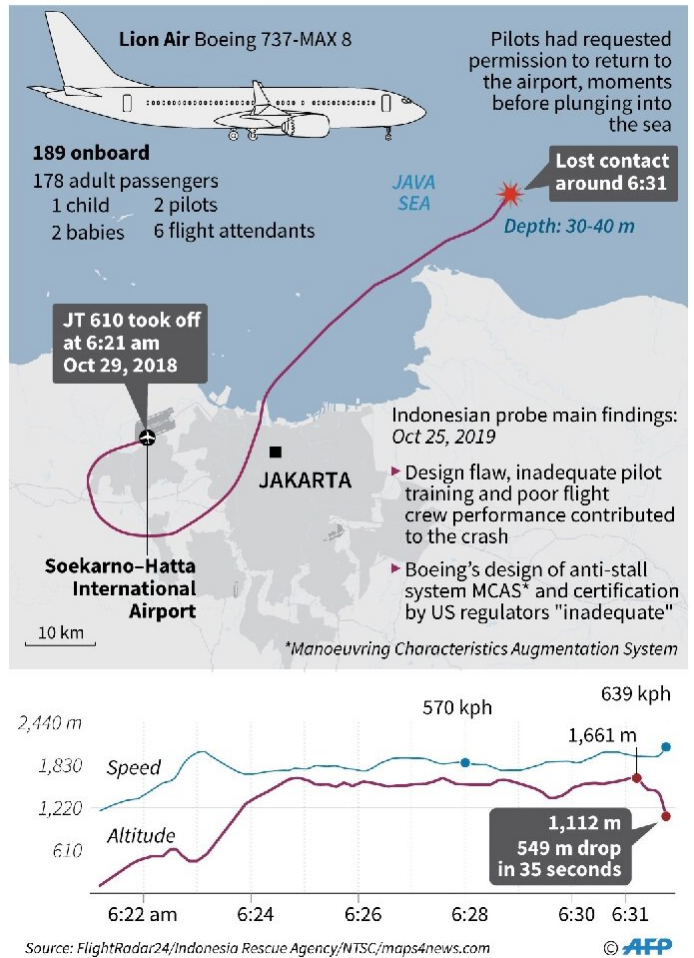 Lion Air Boeing 737-MAX 8
Pilots had requested
permission to return to
the airport, moments
before plunging into
the sea
189 onboard
178 adult passengers
1 child 2 pilots
2 babies 6 flight attendants
JAVA
SEA
Lost contact
around 6:31
Depth: 30-40 m
JT 610 took off
at 6:21 am
Oct 29, 2018
JAKARTA
Soekarno–Hatta
International
Airport
10 km
Indonesian probe main findings:
Oct 25, 2019
Design flaw, inadequate pilot
training and poor flight
crew performance contributed
to the crash
Boeing's design of anti-stall
system MCAS* and certification
by US regulators "inadequate"
*Manoeuvring Characteristics Augmentation System
639 kph
570 kph
2,440 m
1,661 m
1,830
Speed
1,220
Altitude
610
1,112 m
549 m drop
in 35 seconds
6:22 am 6:24 6:26 6:28 6:30 6:31
Source: FlightRadar24/Indonesia Rescue Agency/NTSC/maps4news.com
© AFP